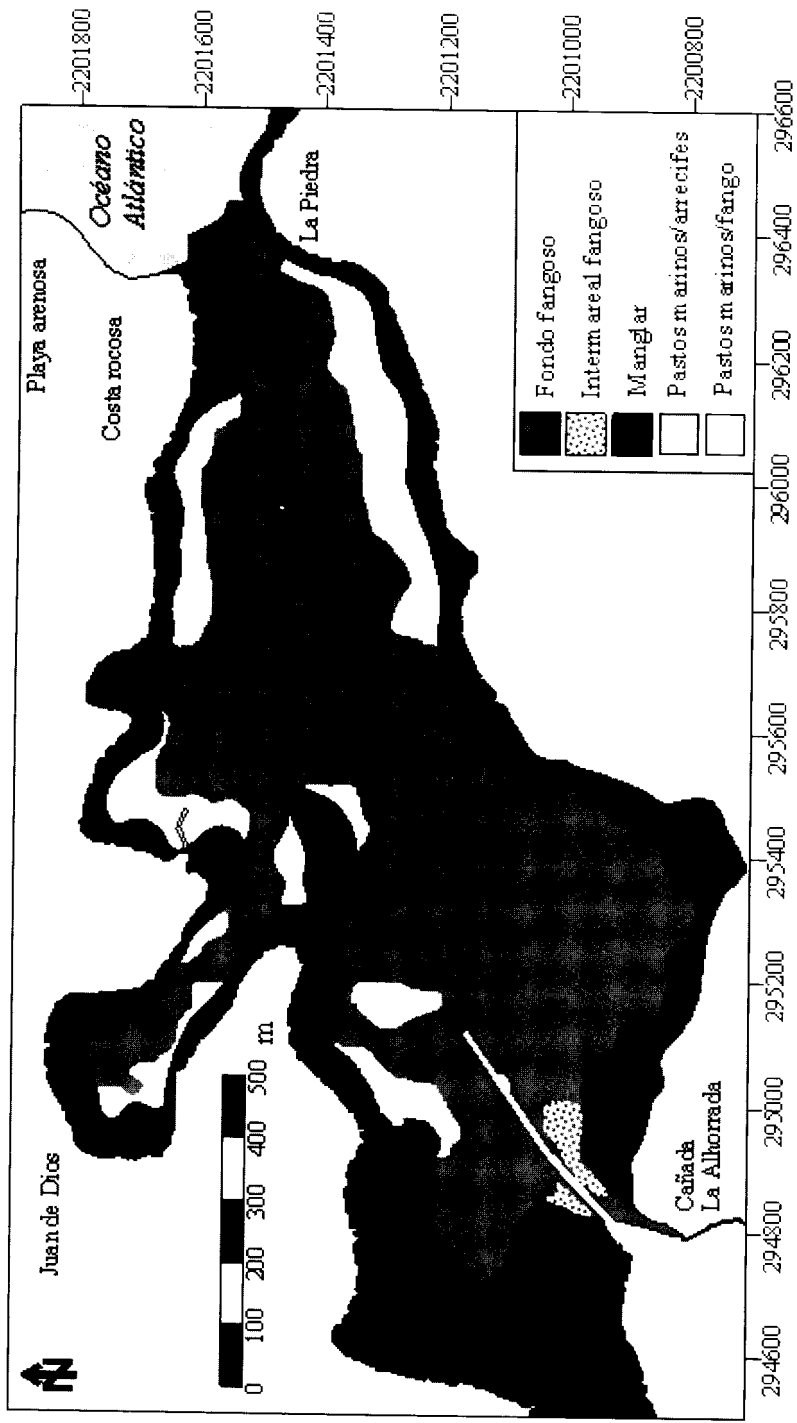 N
Juan de Dios
Playa arenosa
Costa rocosa
Océano
Atlántico
La Piedra
Cañada
La Alhorrada
0 100 200 300 400 500 m
Fondo fangoso
Intermareal fangoso
Manglar
Pastos marinos/arrecifes
Pastos marinos/fango
2201800
2201600
2201400
2201200
2201000
2200800
294600 294800 295000 295200 295400 295600 295800 296000 296200 296400 296600